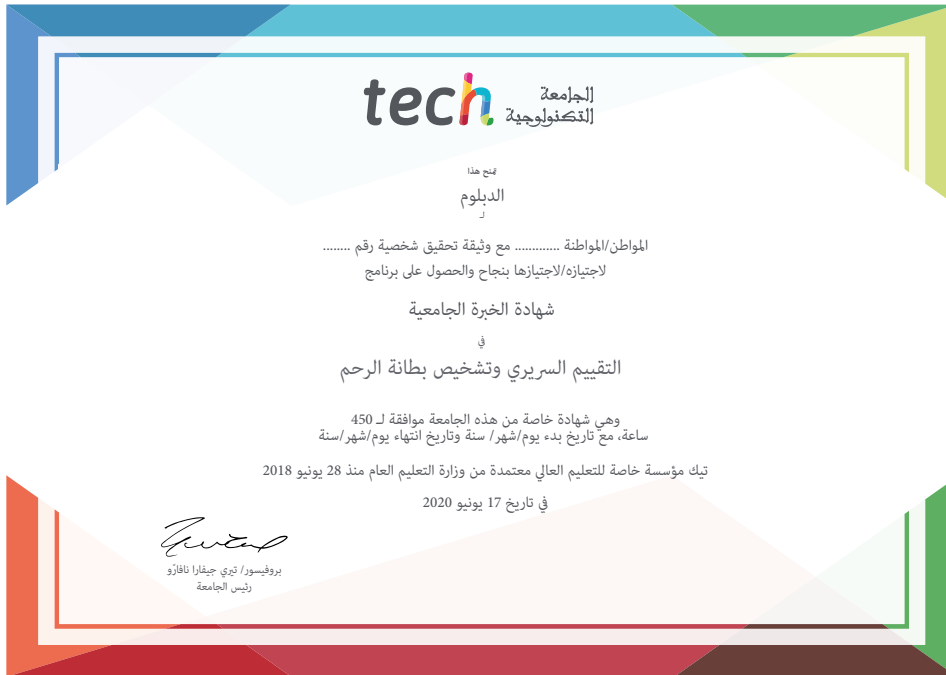 tech
الجامعة
التكنولوجية
يمنح هذا
الدبلوم
لـ
المواطن/المواطنة ............ مع وثيقة تحقيق شخصية رقم ........
لاجتيازه/لاجتيازها بنجاح والحصول على برنامج
شهادة الخبرة الجامعية
في
التقييم السريري وتشخيص بطانة الرحم
وهي شهادة خاصة من هذه الجامعة موافقة لـ 450
ساعة، مع تاريخ بدء يوم/شهر/ سنة وتاريخ انتهاء يوم/شهر/سنة
تيك مؤسسة خاصة للتعليم العالي معتمدة من وزارة التعليم العام منذ 28 يونيو 2018
في تاريخ 17 يونيو 2020
بروفيسور/ تيري جيفارا نافارّو
رئيس الجامعة